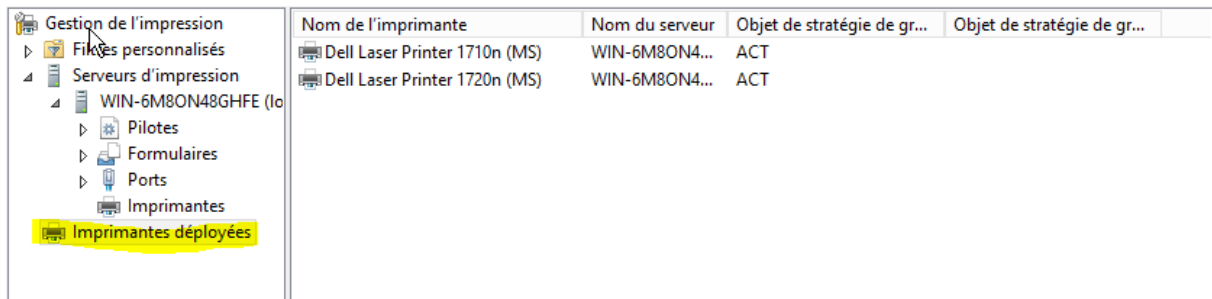 Gestion de l'impression
Filtres personnalisés
Serveurs d'impression
WIN-6M8ON48GHFE (lo
Pilotes
Formulaires
Ports
Imprimantes
Imprimantes déployées
Nom de l'imprimante Nom du serveur Objet de stratégie de gr... Objet de stratégie de gr...
Dell Laser Printer 1710n (MS) WIN-6M8ON4... ACT
Dell Laser Printer 1720n (MS) WIN-6M8ON4... ACT